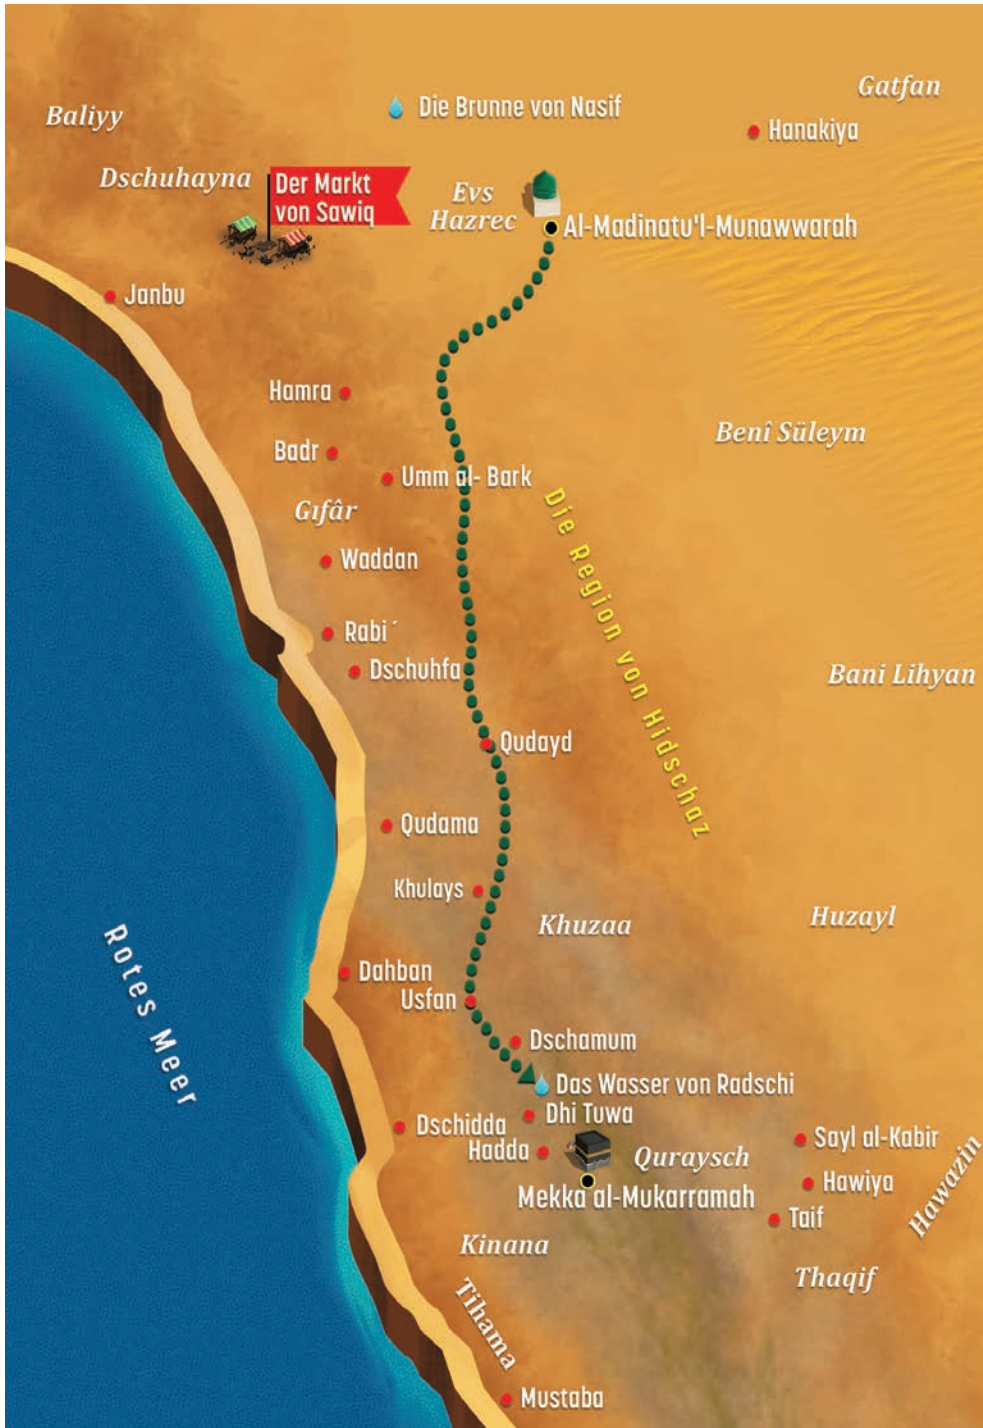 Gatfan
Die Brunne von Nasif
Baliyy
Hanakiya
Dschuhayna
Der Markt
von Sawiq
Evs
Hazrec
Al-Madinatu'l-Munawwarah
Janbu
Hamra
Benî Süleym
Badr
Umm al- Bark
Gıfâr
Die Region von Hidschaz
Waddan
Rabi´
Dschuhfa
Bani Lihyan
Qudayd
Qudama
Khulays
Khuzaa
Huzayl
Rotes Meer
Dahban
Usfan
Dschamum
Das Wasser von Radschi
Dhi Tuwa
Dschidda
Sayl al-Kabir
Hadda
Quraysch
Hawiya
Mekka al-Mukarramah
Hawazin
Taif
Kinana
Thaqif
Tihama
Mustaba